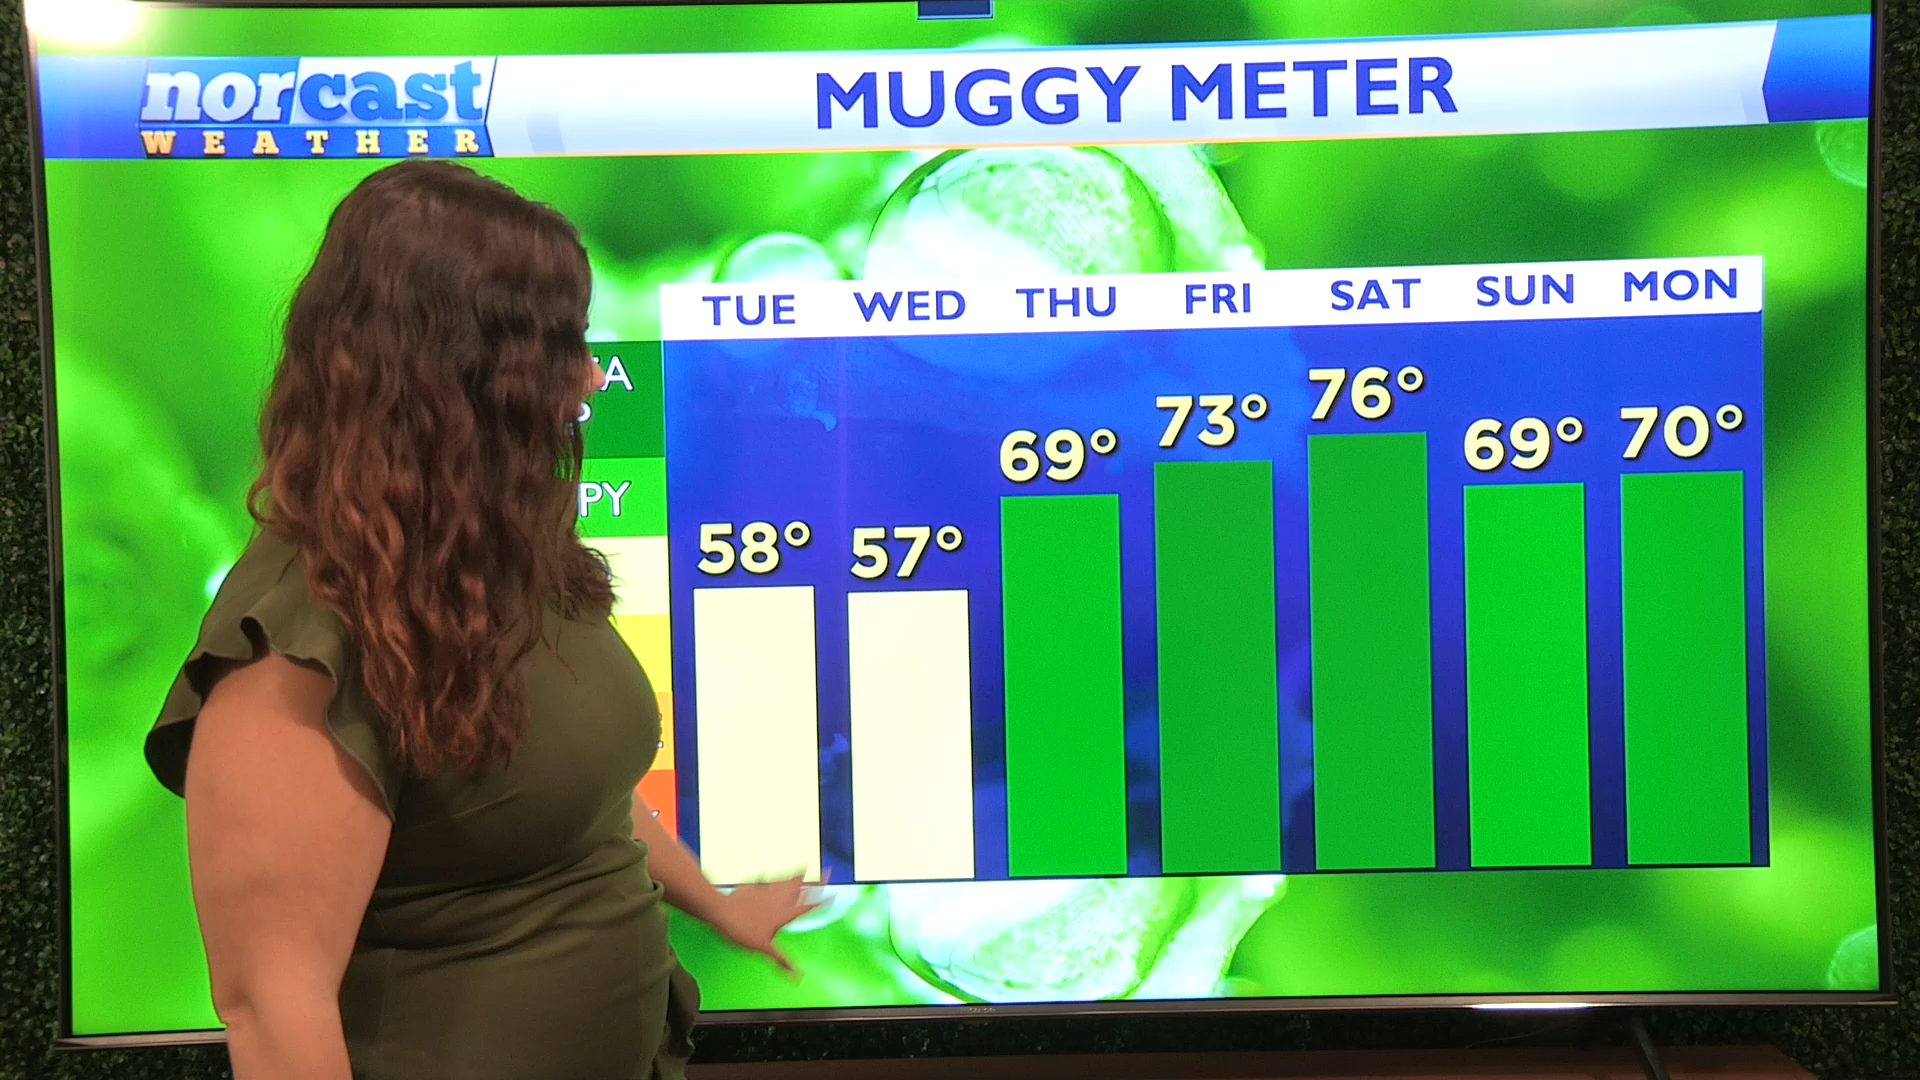 norcast
WEATHER
MUGGY METER
TUE WED THU FRI SAT SUN MON
58° 57° 69° 73° 76° 69° 70°